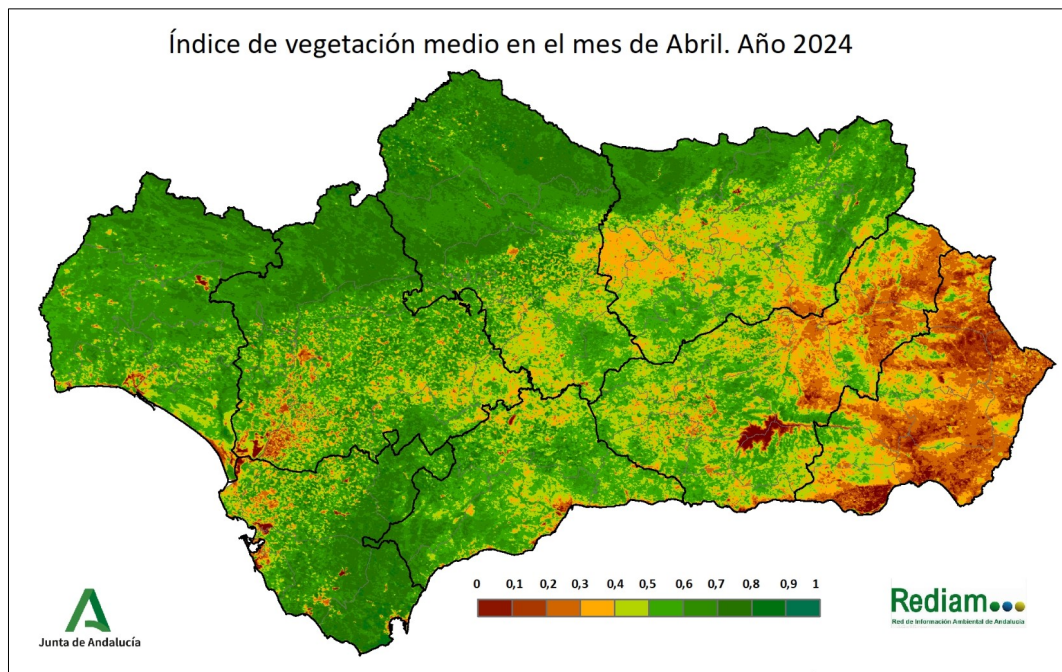 Índice de vegetación medio en el mes de Abril. Año 2024
0 0,1 0,2 0,3 0,4 0,5 0,6 0,7 0,8 0,9 1
Junta de Andalucía
Rediam
Red de Información Ambiental de Andalucía